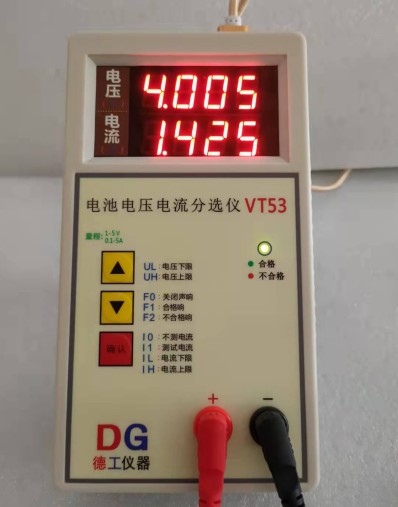 电压 4.005
电流 1.425
电池电压电流分选仪 VT53
量程: 1-5V
0.1-5A
UL:电压下限
UH:电压上限
合格
不合格
F0:关闭声响
F1:合格响
F2:不合格响
I0:不测电流
I1:测试电流
IL:电流下限
IH:电流上限
确认
+ −
DG
德工仪器